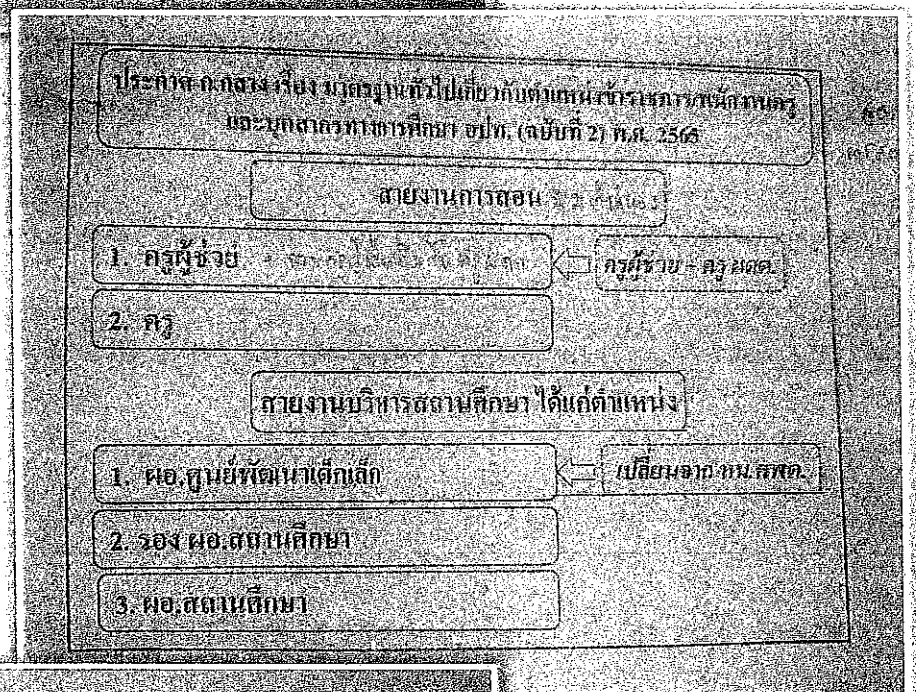 ประกาศ ก.กลาง เรื่อง มาตรฐานทั่วไปเกี่ยวกับตำแหน่งข้าราชการ/พนักงานครู
และบุคลากรทางการศึกษา อปท. (ฉบับที่ 2) พ.ศ. 2565
สายงานการสอน
1. ครูผู้ช่วย
ครูผู้ช่วย - ครู ผดด.
2. ครู
สายงานบริหารสถานศึกษา ได้แก่ตำแหน่ง
1. ผอ.ศูนย์พัฒนาเด็กเล็ก
เปลี่ยนจาก หน.สพด.
2. รอง ผอ.สถานศึกษา
3. ผอ.สถานศึกษา